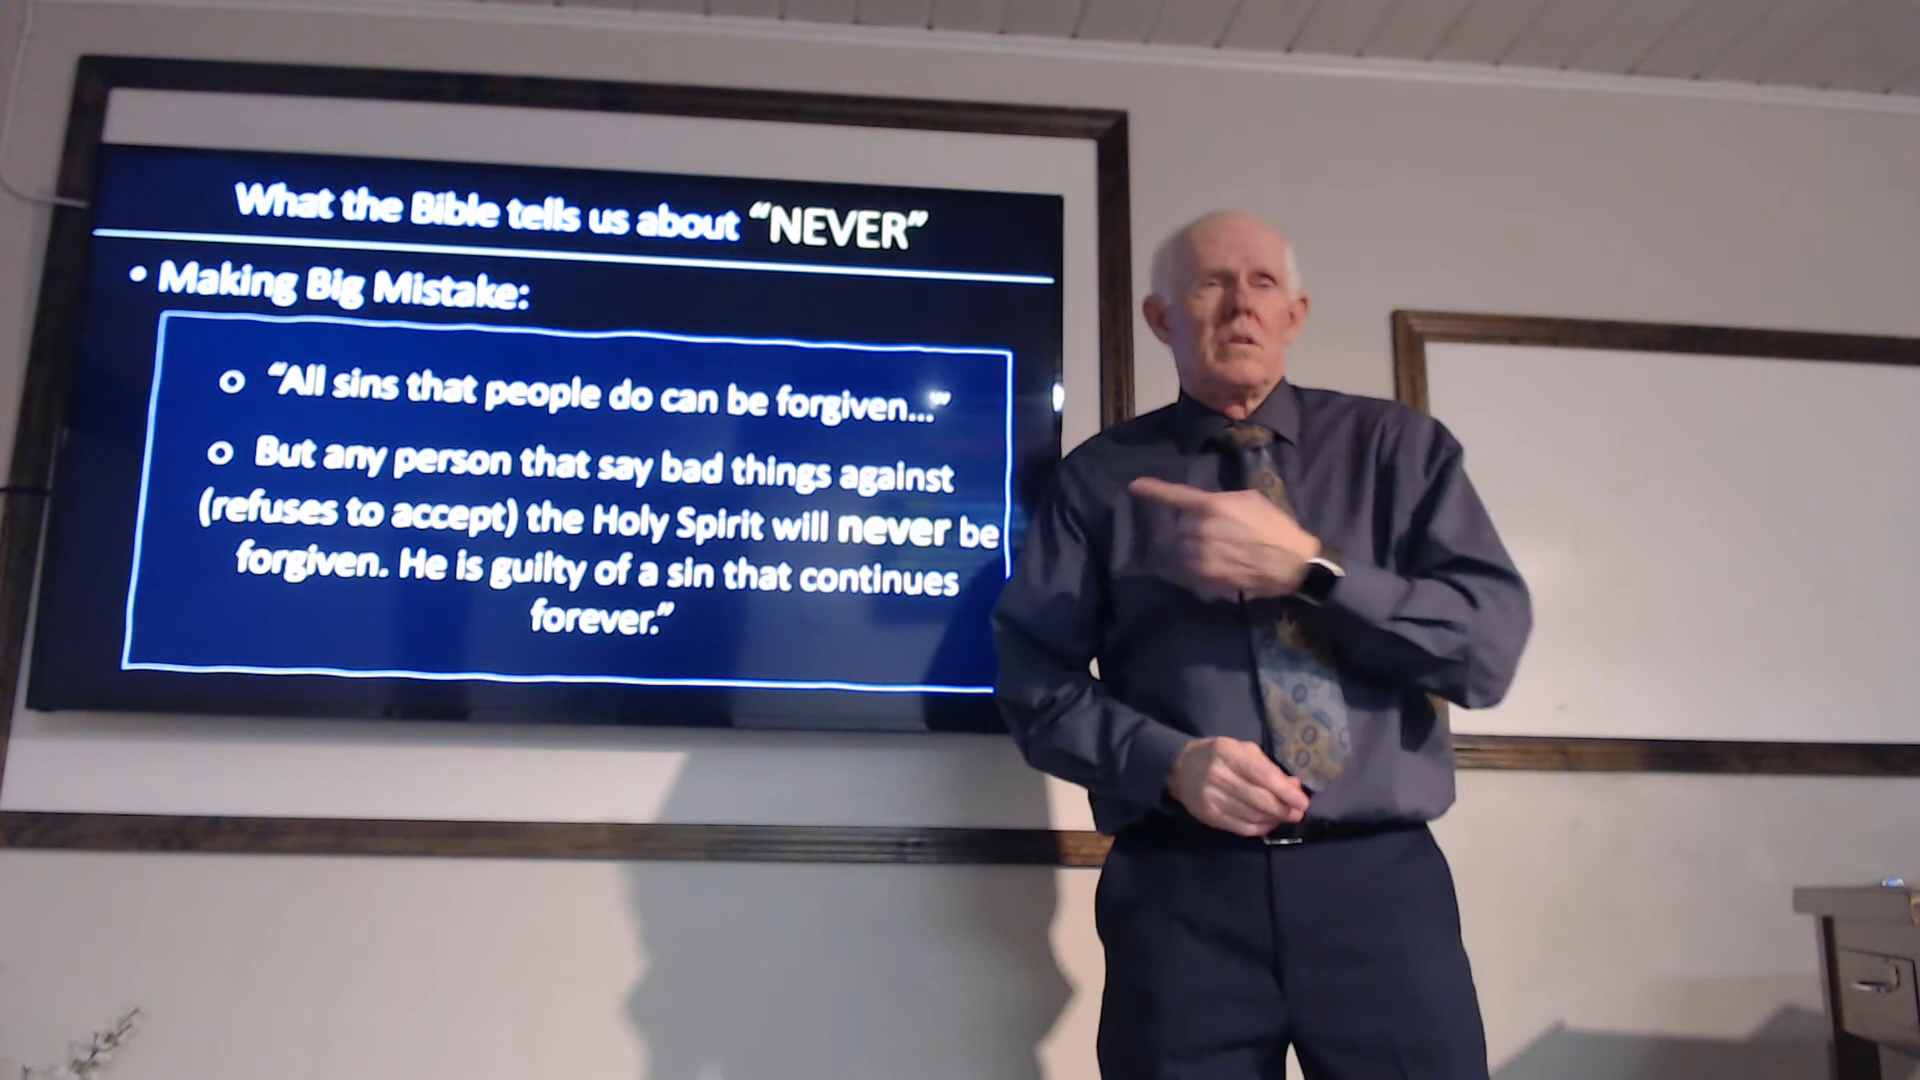 What the Bible tells us about “NEVER”
• Making Big Mistake:
o “All sins that people do can be forgiven...”
o But any person that say bad things against
(refuses to accept) the Holy Spirit will never be
forgiven. He is guilty of a sin that continues
forever.”